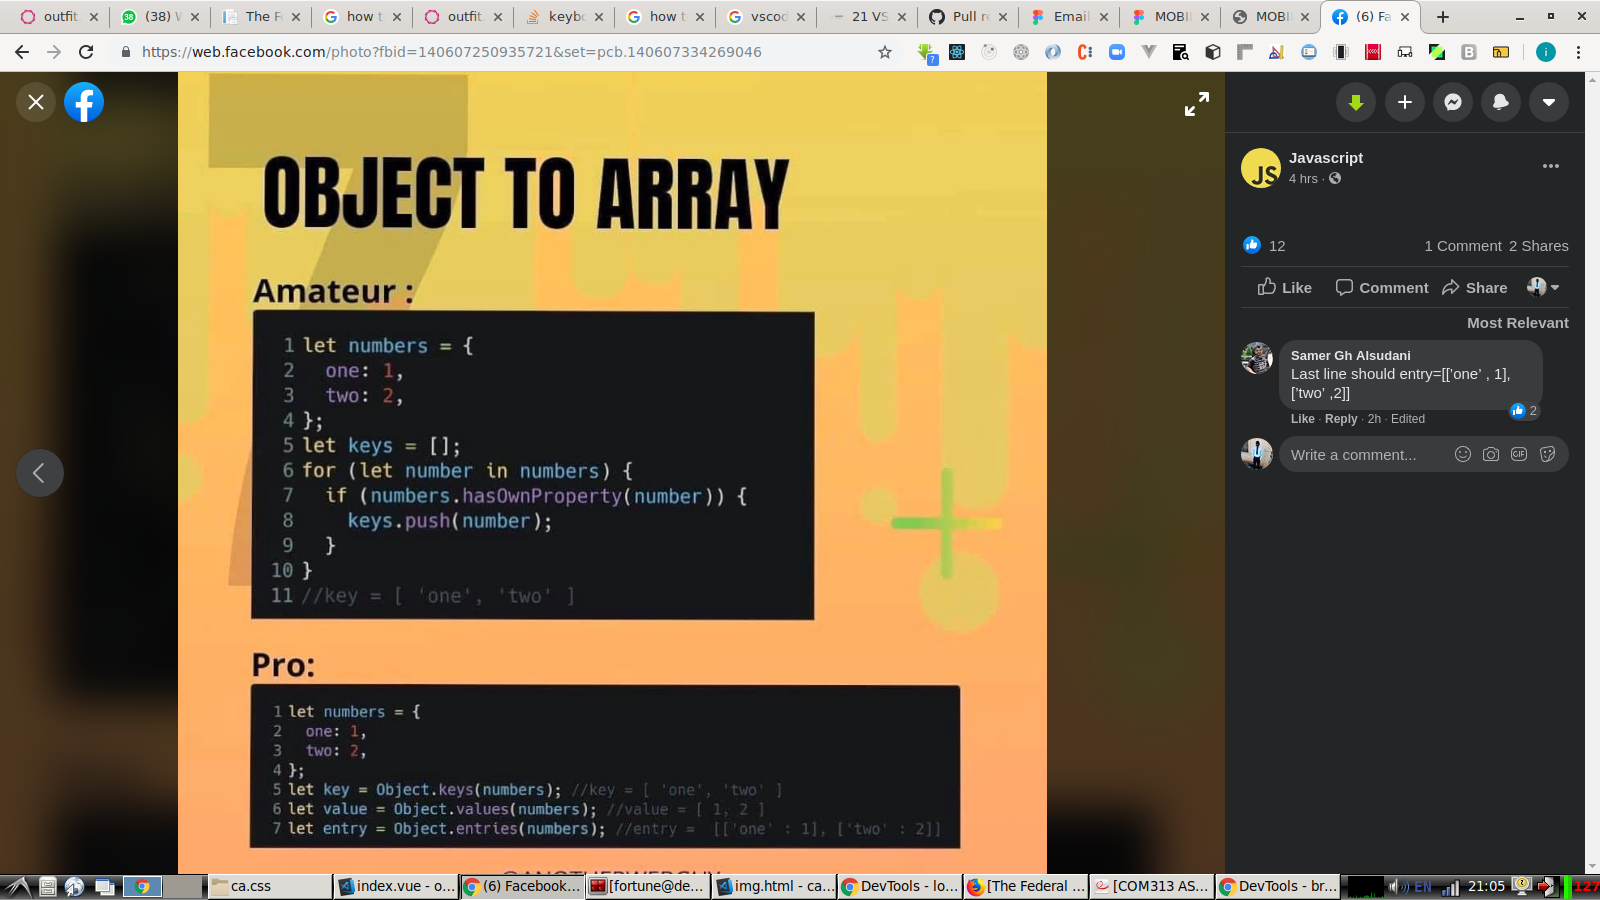 outfit.
(38) W
The F
how t
outfit.
keybo
how t
vscod
21 VS
Pull r
Email
MOBI
MOBI
(6) Fa
https://web.facebook.com/photo?fbid=140607250935721&set=pcb.140607334269046
?
i
OBJECT TO ARRAY
Amateur :
1 let numbers = {
2 one: 1,
3 two: 2,
4 };
5 let keys = [];
6 for (let number in numbers) {
7 if (numbers.hasOwnProperty(number)) {
8 keys.push(number);
9 }
10 }
11 //key = [ 'one', 'two' ]
Pro:
1 let numbers = {
2 one: 1,
3 two: 2,
4 };
5 let key = Object.keys(numbers); //key = [ 'one', 'two' ]
6 let value = Object.values(numbers); //value = [ 1, 2 ]
7 let entry = Object.entries(numbers); //entry = [['one' : 1], ['two' : 2]]
JS
Javascript
4 hrs ·
12
1 Comment 2 Shares
Like
Comment
Share
Most Relevant
Samer Gh Alsudani
Last line should entry=[['one' , 1],
['two' ,2]]
2
Like · Reply · 2h · Edited
Write a comment...
GIF
ca.css
index.vue - o...
(6) Facebook...
[fortune@de...
img.html - ca...
DevTools - lo...
[The Federal ...
[COM313 AS...
DevTools - br...
EN
21:05
127